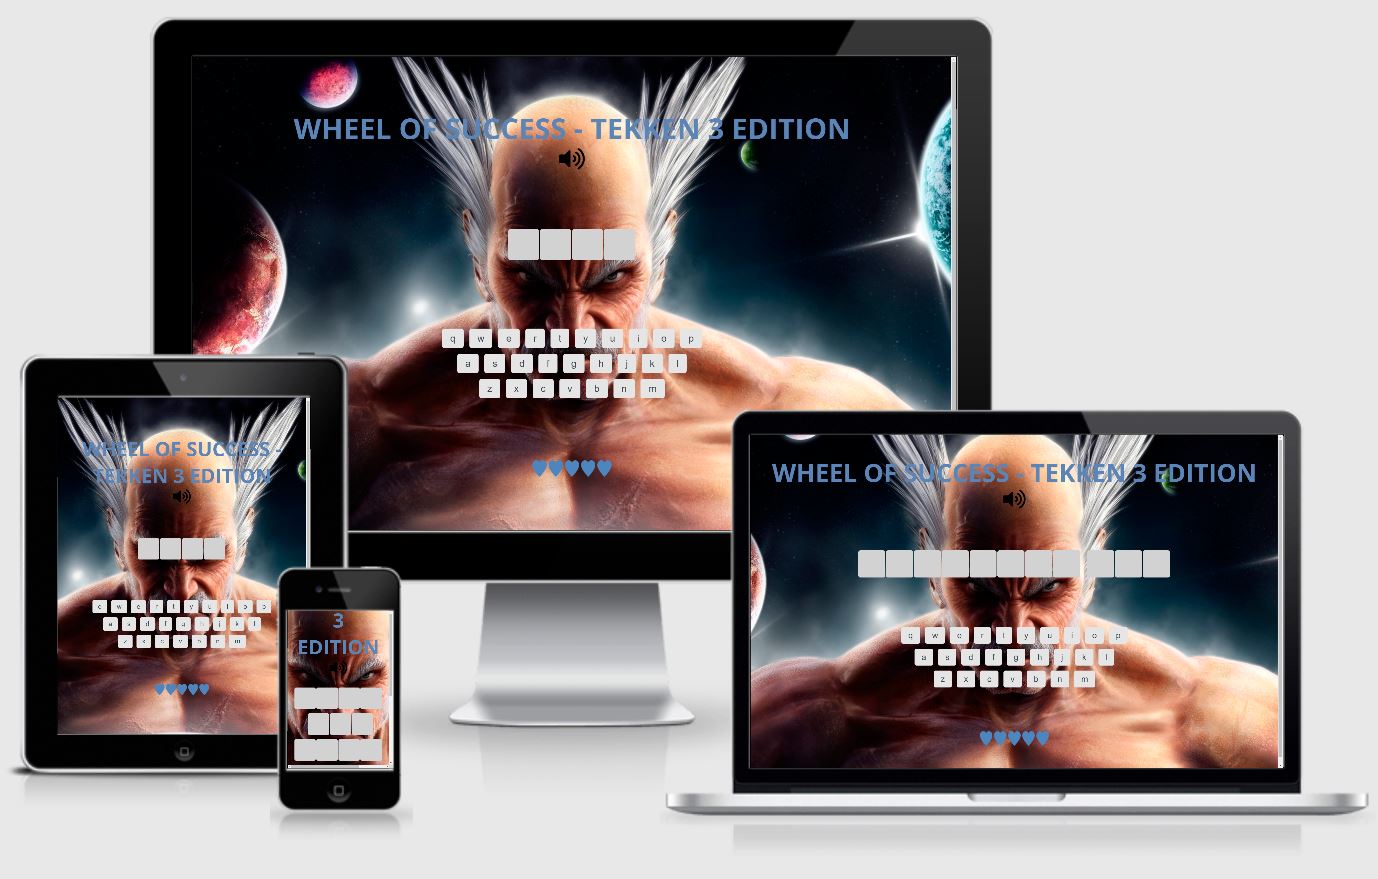 WHEEL OF SUCCESS - TEKKEN 3 EDITION
q w e r t y u i o p
a s d f g h j k l
z x c v b n m
WHEEL OF SUCCESS -
TEKKEN 3 EDITION
q w e r t y u i o p
a s d f g h j k l
z x c v b n m
3
EDITION
WHEEL OF SUCCESS - TEKKEN 3 EDITION
q w e r t y u i o p
a s d f g h j k l
z x c v b n m